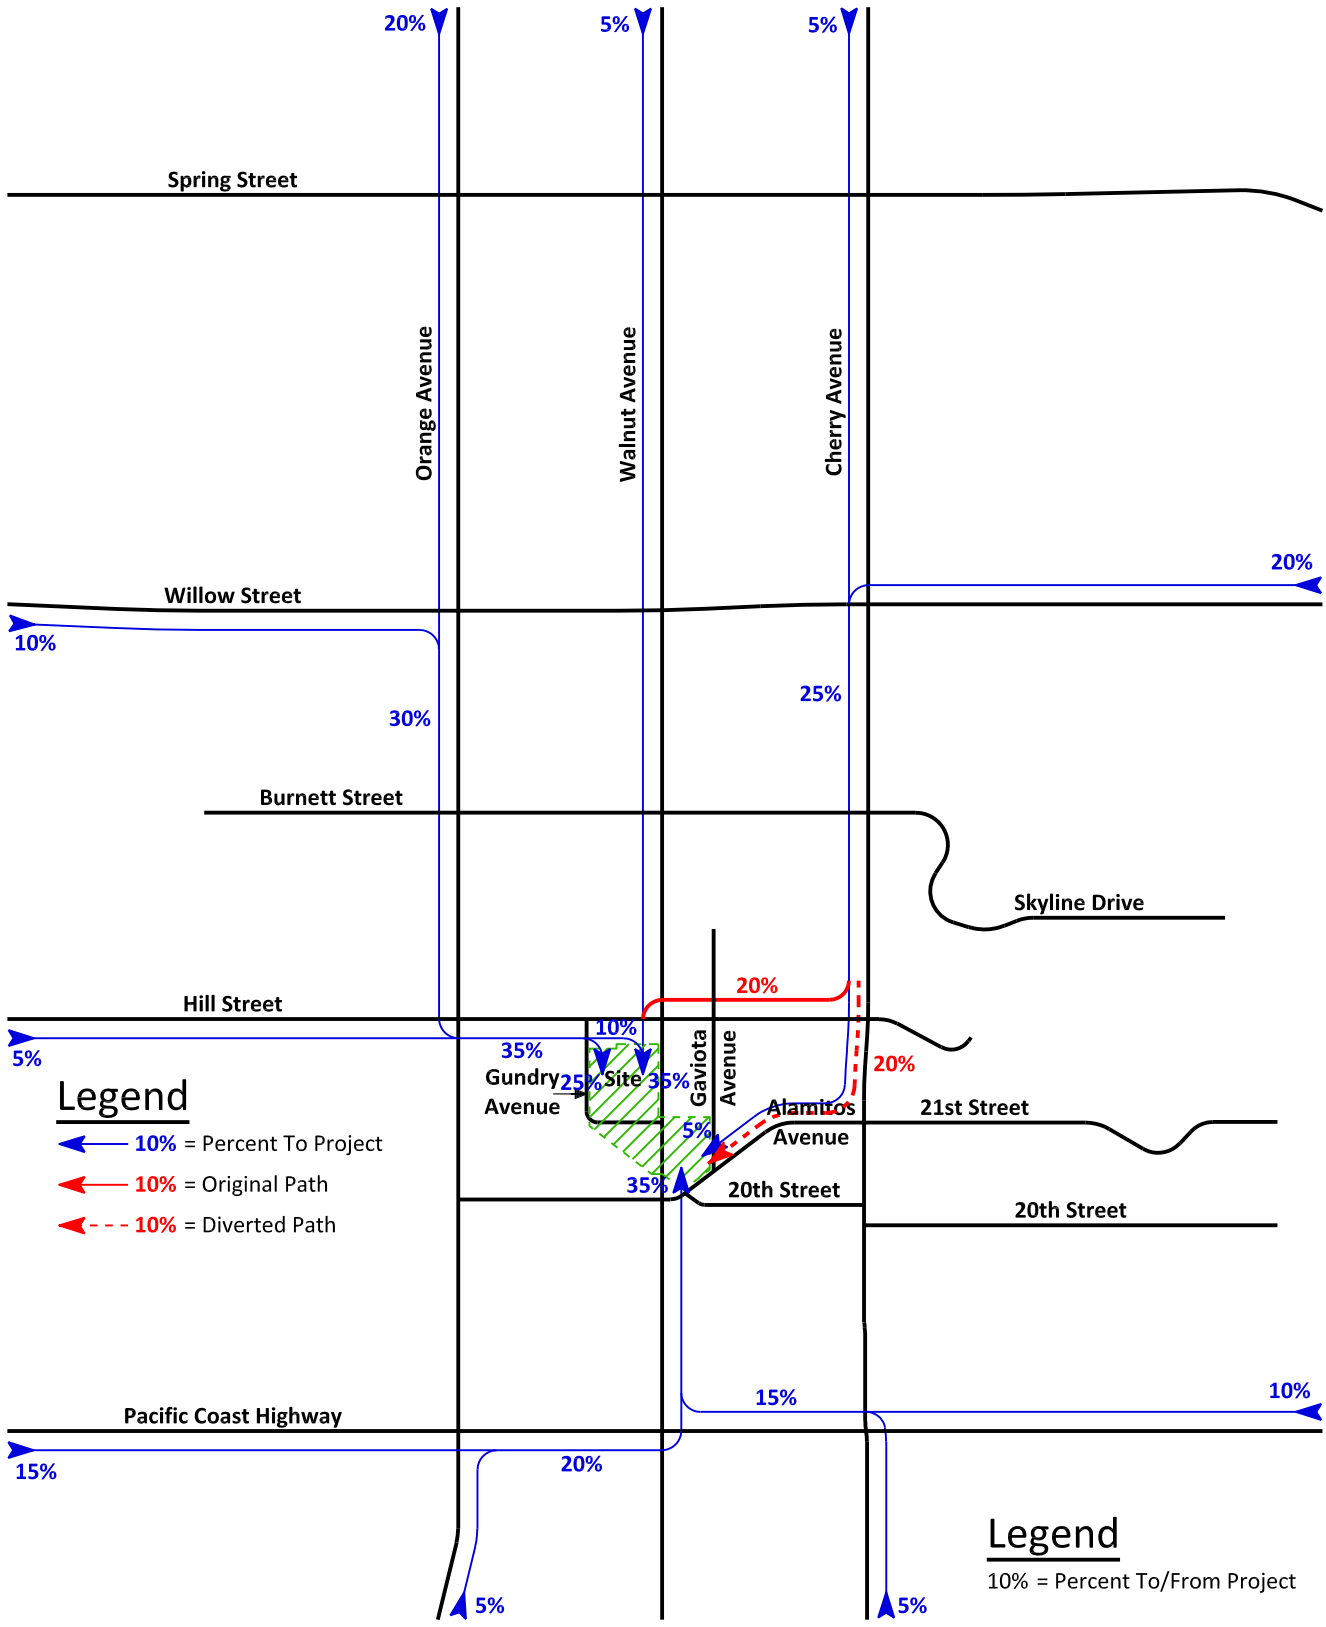 20%
5%
5%
Spring Street
Orange Avenue
Walnut Avenue
Cherry Avenue
20%
Willow Street
10%
25%
30%
Burnett Street
Skyline Drive
20%
Hill Street
10%
5%
35%
Gaviota
Avenue
20%
Gundry
Avenue
25%
Site
35%
Legend
10% = Percent To Project
10% = Original Path
10% = Diverted Path
Alamitos
Avenue
21st Street
5%
35%
20th Street
20th Street
10%
15%
Pacific Coast Highway
15%
20%
Legend
10% = Percent To/From Project
5%
5%